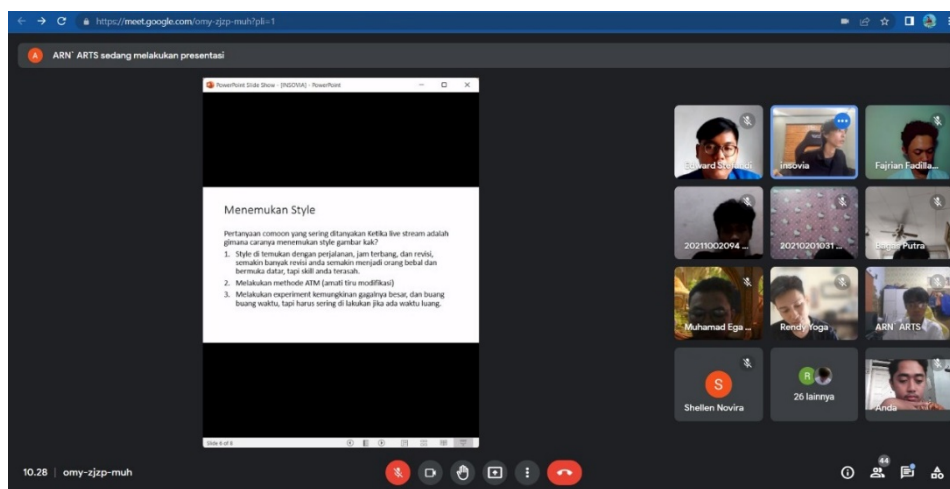 https://meet.google.com/omy-zjzp-muh?pli=1
A
ARN` ARTS sedang melakukan presentasi
PowerPoint Slide Show - [INSOVIA] - PowerPoint
Menemukan Style
Pertanyaan comoon yang sering ditanyakan Ketika live stream adalah
gimana caranya menemukan style gambar kak?
1. Style di temukan dengan perjalanan, jam terbang, dan revisi,
semakin banyak revisi anda semakin menjadi orang bebal dan
bermuka datar, tapi skill anda terasah.
2. Melakukan methode ATM (amati tiru modifikasi)
3. Melakukan experiment kemungkinan gagalnya besar, dan buang
buang waktu, tapi harus sering di lakukan jika ada waktu luang.
Slide 6 of 8
insovia
Fajrian Fadilla...
20211002094 ...
20210201031 ...
Bagas Putra
Muhamad Ega ...
Rendy Yoga
ARN` ARTS
S
Shellen Novira
R
26 lainnya
Anda
10.28 | omy-zjzp-muh
44